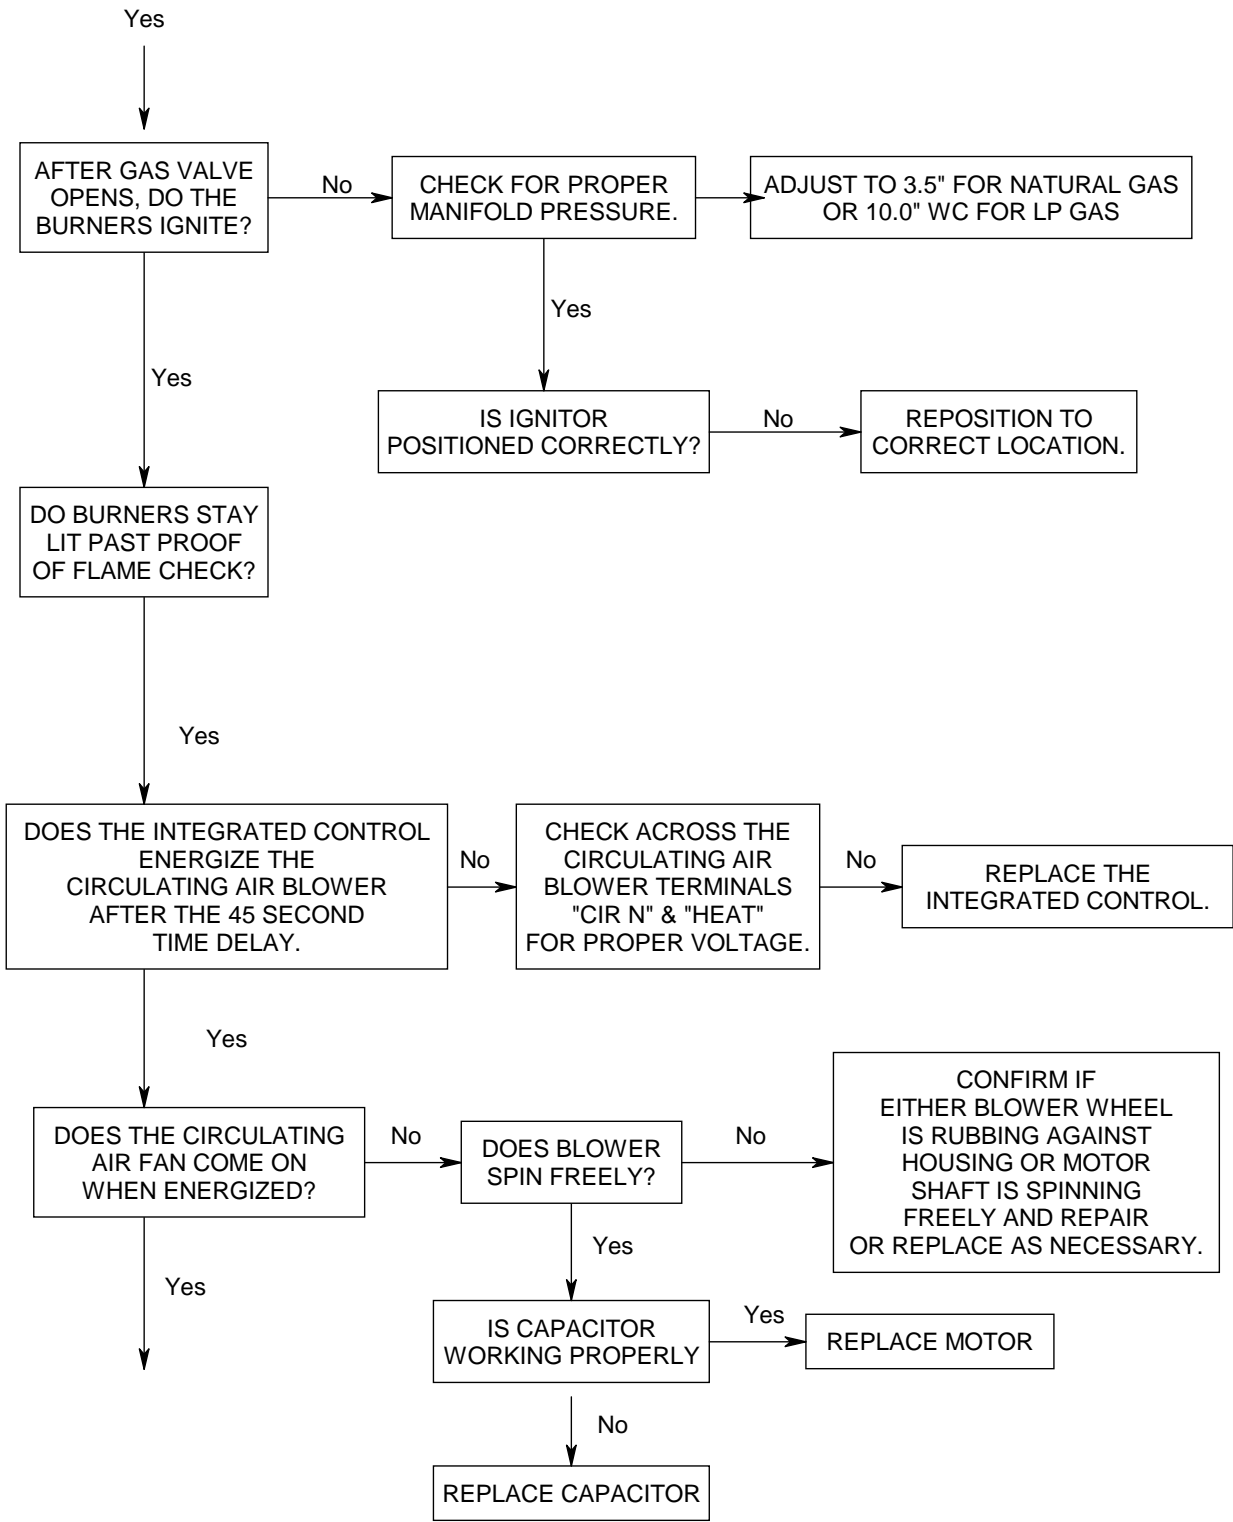 Yes
AFTER GAS VALVE
OPENS, DO THE
BURNERS IGNITE?
No
CHECK FOR PROPER
MANIFOLD PRESSURE.
ADJUST TO 3.5" FOR NATURAL GAS
OR 10.0" WC FOR LP GAS
Yes
Yes
IS IGNITOR
POSITIONED CORRECTLY?
No
REPOSITION TO
CORRECT LOCATION.
DO BURNERS STAY
LIT PAST PROOF
OF FLAME CHECK?
Yes
DOES THE INTEGRATED CONTROL
ENERGIZE THE
CIRCULATING AIR BLOWER
AFTER THE 45 SECOND
TIME DELAY.
No
CHECK ACROSS THE
CIRCULATING AIR
BLOWER TERMINALS
"CIR N" & "HEAT"
FOR PROPER VOLTAGE.
No
REPLACE THE
INTEGRATED CONTROL.
Yes
DOES THE CIRCULATING
AIR FAN COME ON
WHEN ENERGIZED?
No
DOES BLOWER
SPIN FREELY?
No
CONFIRM IF
EITHER BLOWER WHEEL
IS RUBBING AGAINST
HOUSING OR MOTOR
SHAFT IS SPINNING
FREELY AND REPAIR
OR REPLACE AS NECESSARY.
Yes
Yes
IS CAPACITOR
WORKING PROPERLY
Yes
REPLACE MOTOR
No
REPLACE CAPACITOR